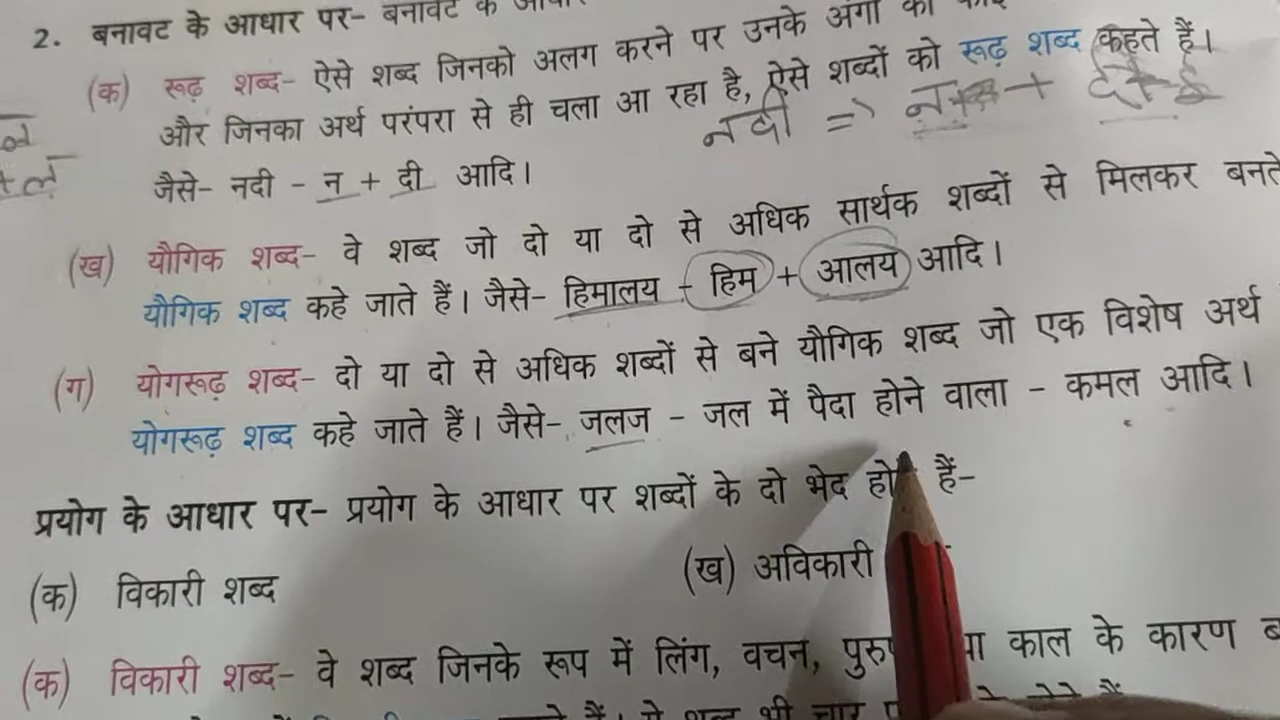 2. बनावट के आधार पर- बनावट के
(क) रूढ़ शब्द- ऐसे शब्द जिनको अलग करने पर उनके अंगों का
और जिनका अर्थ परंपरा से ही चला आ रहा है, ऐसे शब्दों को रूढ़ शब्द कहते हैं।
नदी => न + दी
जैसे- नदी - न + दी आदि।
(ख) यौगिक शब्द- वे शब्द जो दो या दो से अधिक सार्थक शब्दों से मिलकर बनते
यौगिक शब्द कहे जाते हैं। जैसे- हिमालय - हिम + आलय आदि।
(ग) योगरूढ़ शब्द- दो या दो से अधिक शब्दों से बने यौगिक शब्द जो एक विशेष अर्थ
योगरूढ़ शब्द कहे जाते हैं। जैसे- जलज - जल में पैदा होने वाला - कमल आदि।
प्रयोग के आधार पर- प्रयोग के आधार पर शब्दों के दो भेद हैं-
(क) विकारी शब्द (ख) अविकारी
(क) विकारी शब्द- वे शब्द जिनके रूप में लिंग, वचन, काल के कारण